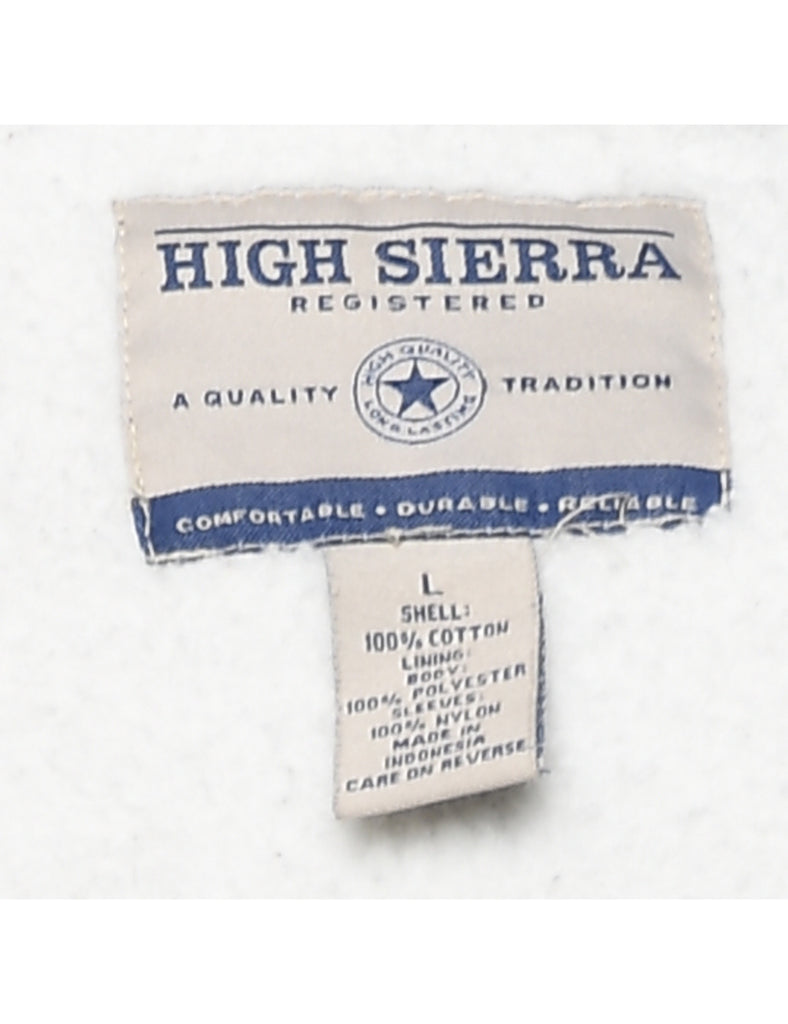 HIGH SIERRA
REGISTERED
A QUALITY TRADITION
HIGH QUALITY
LONG LASTING
COMFORTABLE • DURABLE • RELIABLE
L
SHELL:
100% COTTON
LINING:
BODY:
100% POLYESTER
SLEEVES:
100% NYLON
MADE IN
INDONESIA
CARE ON REVERSE